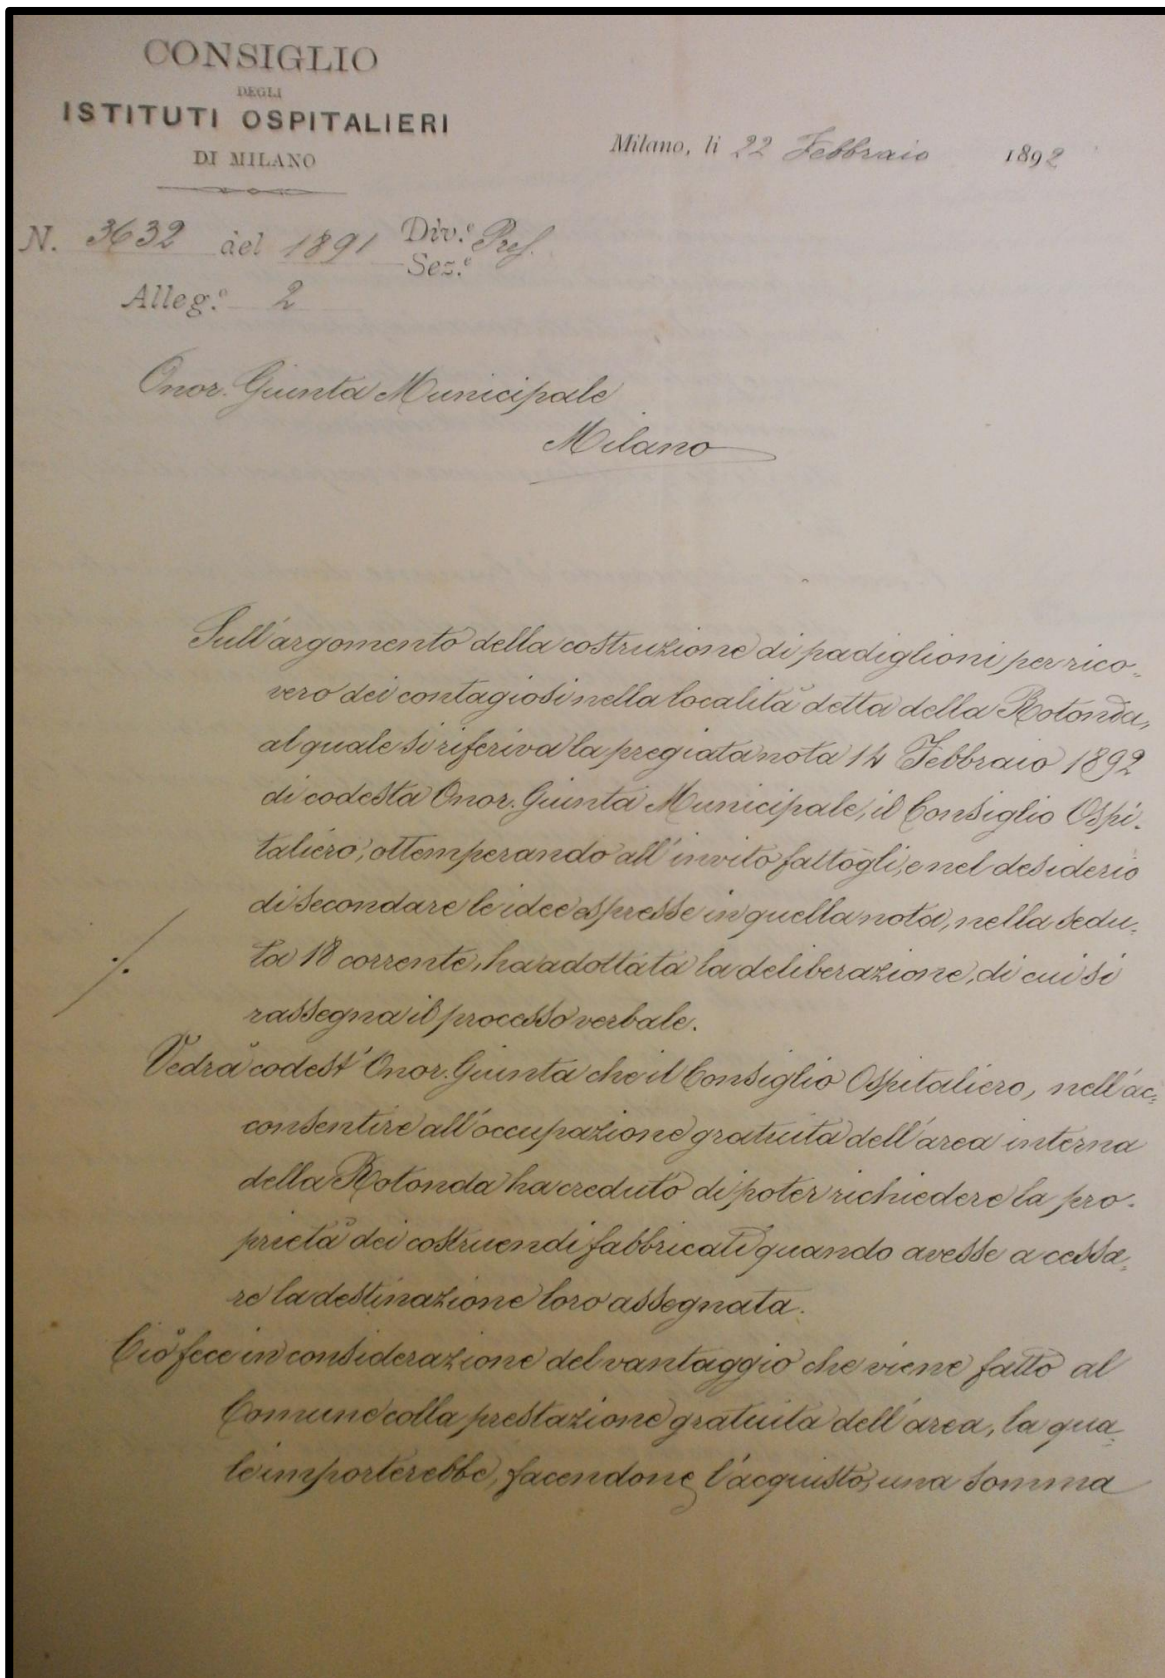 CONSIGLIO
DEGLI
ISTITUTI OSPITALIERI
DI MILANO
Milano, li 22 Febbraio 1892
N. 3632 del 1891 Div.e Pref.
Sez.e
Alleg.o 2
Onor. Giunta Municipale
Milano
Sull'argomento della costruzione di padiglioni per rico-
vero dei contagiosi nella località detta della Rotonda,
al quale si riferiva la pregiata nota 14 Febbraio 1892
di codesta Onor. Giunta Municipale, il Consiglio Ospi-
taliero, ottemperando all'invito fattogli, e nel desiderio
di secondare le idee espresse in quella nota, nella sedu-
ta 18 corrente, ha adottata la deliberazione, di cui si
./.
rassegna il processo verbale.
Vedrà codest'Onor. Giunta che il Consiglio Ospitaliero, nell'ac-
consentire all'occupazione gratuita dell'area interna
della Rotonda ha creduto di poter richiedere la pro-
prietà dei costruendi fabbricati quando avesse a cessa-
re la destinazione loro assegnata.
Ciò fece in considerazione del vantaggio che viene fatto al
Comune colla prestazione gratuita dell'area, la qua-
le importerebbe, facendone l'acquisto, una somma